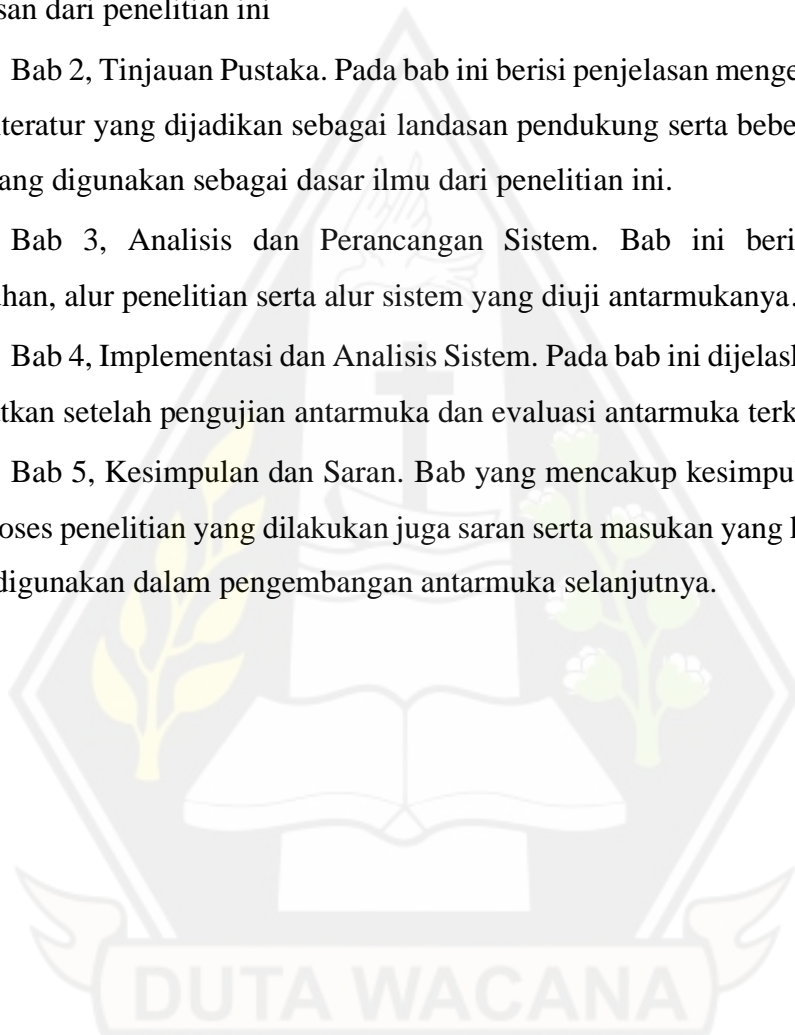 san dari penelitian ini
Bab 2, Tinjauan Pustaka. Pada bab ini berisi penjelasan menge
iteratur yang dijadikan sebagai landasan pendukung serta bebe
ang digunakan sebagai dasar ilmu dari penelitian ini.
Bab 3, Analisis dan Perancangan Sistem. Bab ini beri
han, alur penelitian serta alur sistem yang diuji antarmukanya.
Bab 4, Implementasi dan Analisis Sistem. Pada bab ini dijelas
tkan setelah pengujian antarmuka dan evaluasi antarmuka terk
Bab 5, Kesimpulan dan Saran. Bab yang mencakup kesimpul
oses penelitian yang dilakukan juga saran serta masukan yang
digunakan dalam pengembangan antarmuka selanjutnya.
DUTA WACANA